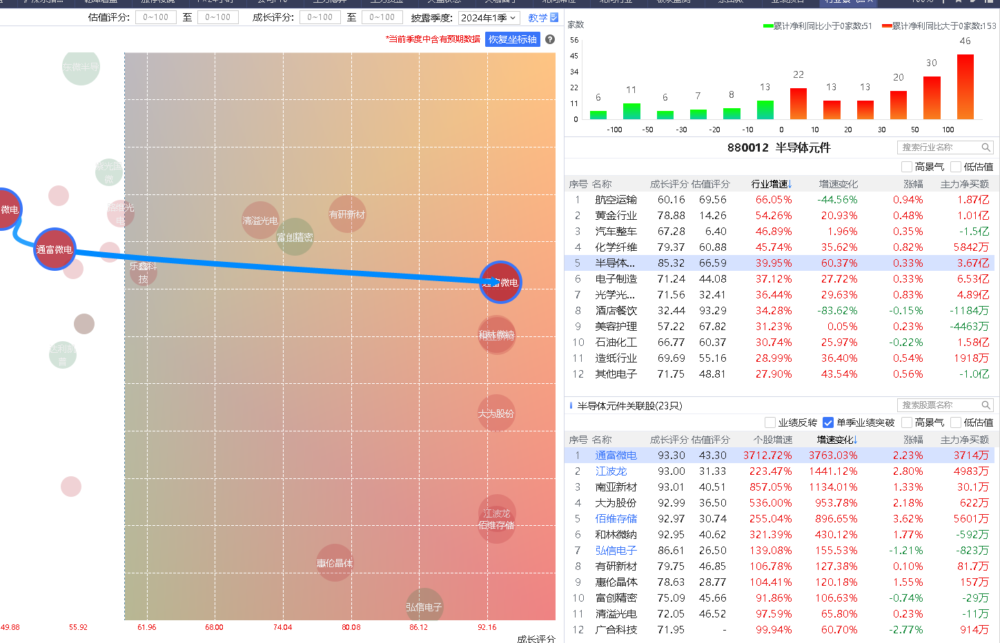 估值评分: 0~100 至 0~100 成长评分: 0~100 至 0~100 披露季度: 2024年1季 教学
*当前季度中含有预期数据 恢复坐标轴 ?
东微半导
微电
通富微电
乐鑫科技
清溢光电
有研新材
富创精密
通富微电
和林微纳
大为股份
江波龙
佰维存储
惠伦晶体
弘信电子
49.88 55.92 61.96 68.00 74.04 80.08 86.12 92.16
成长评分
家数
累计净利同比小于0家数:51 累计净利同比大于0家数:153
56
45
34
22
11
0
6 11 6 7 8 13 22 13 13 20 30 46
-100 -50 -30 -20 -10 0 10 20 30 50 100
880012 半导体元件 搜索行业名称
高景气 低估值
序号 名称 成长评分 估值评分 行业增速↓ 增速变化 涨幅 主力净买额
1 航空运输 60.16 69.56 66.05% -44.56% 0.94% 1.87亿
2 黄金行业 78.88 14.26 54.26% 20.93% 0.48% 1.01亿
3 汽车整车 67.28 6.40 46.89% 1.96% 0.35% -1.5亿
4 化学纤维 79.37 60.88 45.74% 35.62% 0.82% 5842万
5 半导体... 85.32 66.59 39.95% 60.37% 0.33% 3.67亿
6 电子制造 71.24 44.08 37.12% 27.72% 0.33% 6.53亿
7 光学光... 71.56 32.41 36.44% 29.63% 0.83% 4.89亿
8 酒店餐饮 32.44 93.29 34.28% -83.62% -0.15% -1184万
9 美容护理 57.22 67.82 31.23% 0.05% 0.23% -4463万
10 石油化工 66.77 60.37 30.74% 25.97% -0.22% 1.58亿
11 造纸行业 69.69 55.16 28.99% 36.40% 0.54% 1918万
12 其他电子 71.75 48.81 27.90% 43.54% 0.56% -1.0亿
半导体元件关联股(23只) 搜索股票名称
业绩反转 单季业绩突破 高景气 低估值
序号 名称 成长评分 估值评分 个股增速 增速变化↓ 涨幅 主力净买额
1 通富微电 93.30 43.30 3712.72% 3763.03% 2.23% 3714万
2 江波龙 93.00 31.33 223.47% 1441.12% 2.80% 4983万
3 南亚新材 93.01 40.51 857.05% 1134.01% 1.33% 30.1万
4 大为股份 92.99 36.50 536.00% 953.78% 2.18% 622万
5 佰维存储 92.97 30.74 255.04% 896.65% 3.62% 5601万
6 和林微纳 92.95 40.62 321.39% 430.12% 1.77% -592万
7 弘信电子 86.61 26.50 139.08% 155.53% -1.21% -823万
8 有研新材 79.75 46.85 106.78% 127.38% 0.10% 81.7万
9 惠伦晶体 78.63 28.77 104.41% 120.18% 1.55% 157万
10 富创精密 75.09 45.66 91.86% 106.63% -0.74% -29万
11 清溢光电 72.05 46.52 97.59% 65.80% 0.23% -11万
12 广合科技 71.95 - 99.94% 60.70% -2.77% 914万